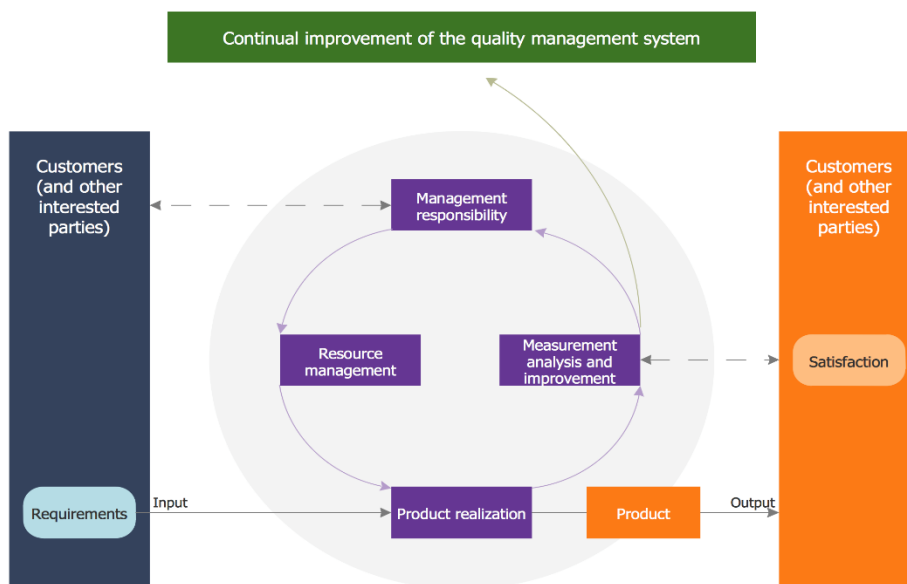 Continual improvement of the quality management system
Customers
(and other
interested
parties)
Customers
(and other
interested
parties)
Management
responsibility
Resource
management
Measurement
analysis and
improvement
Satisfaction
Requirements
Input
Product realization
Product
Output